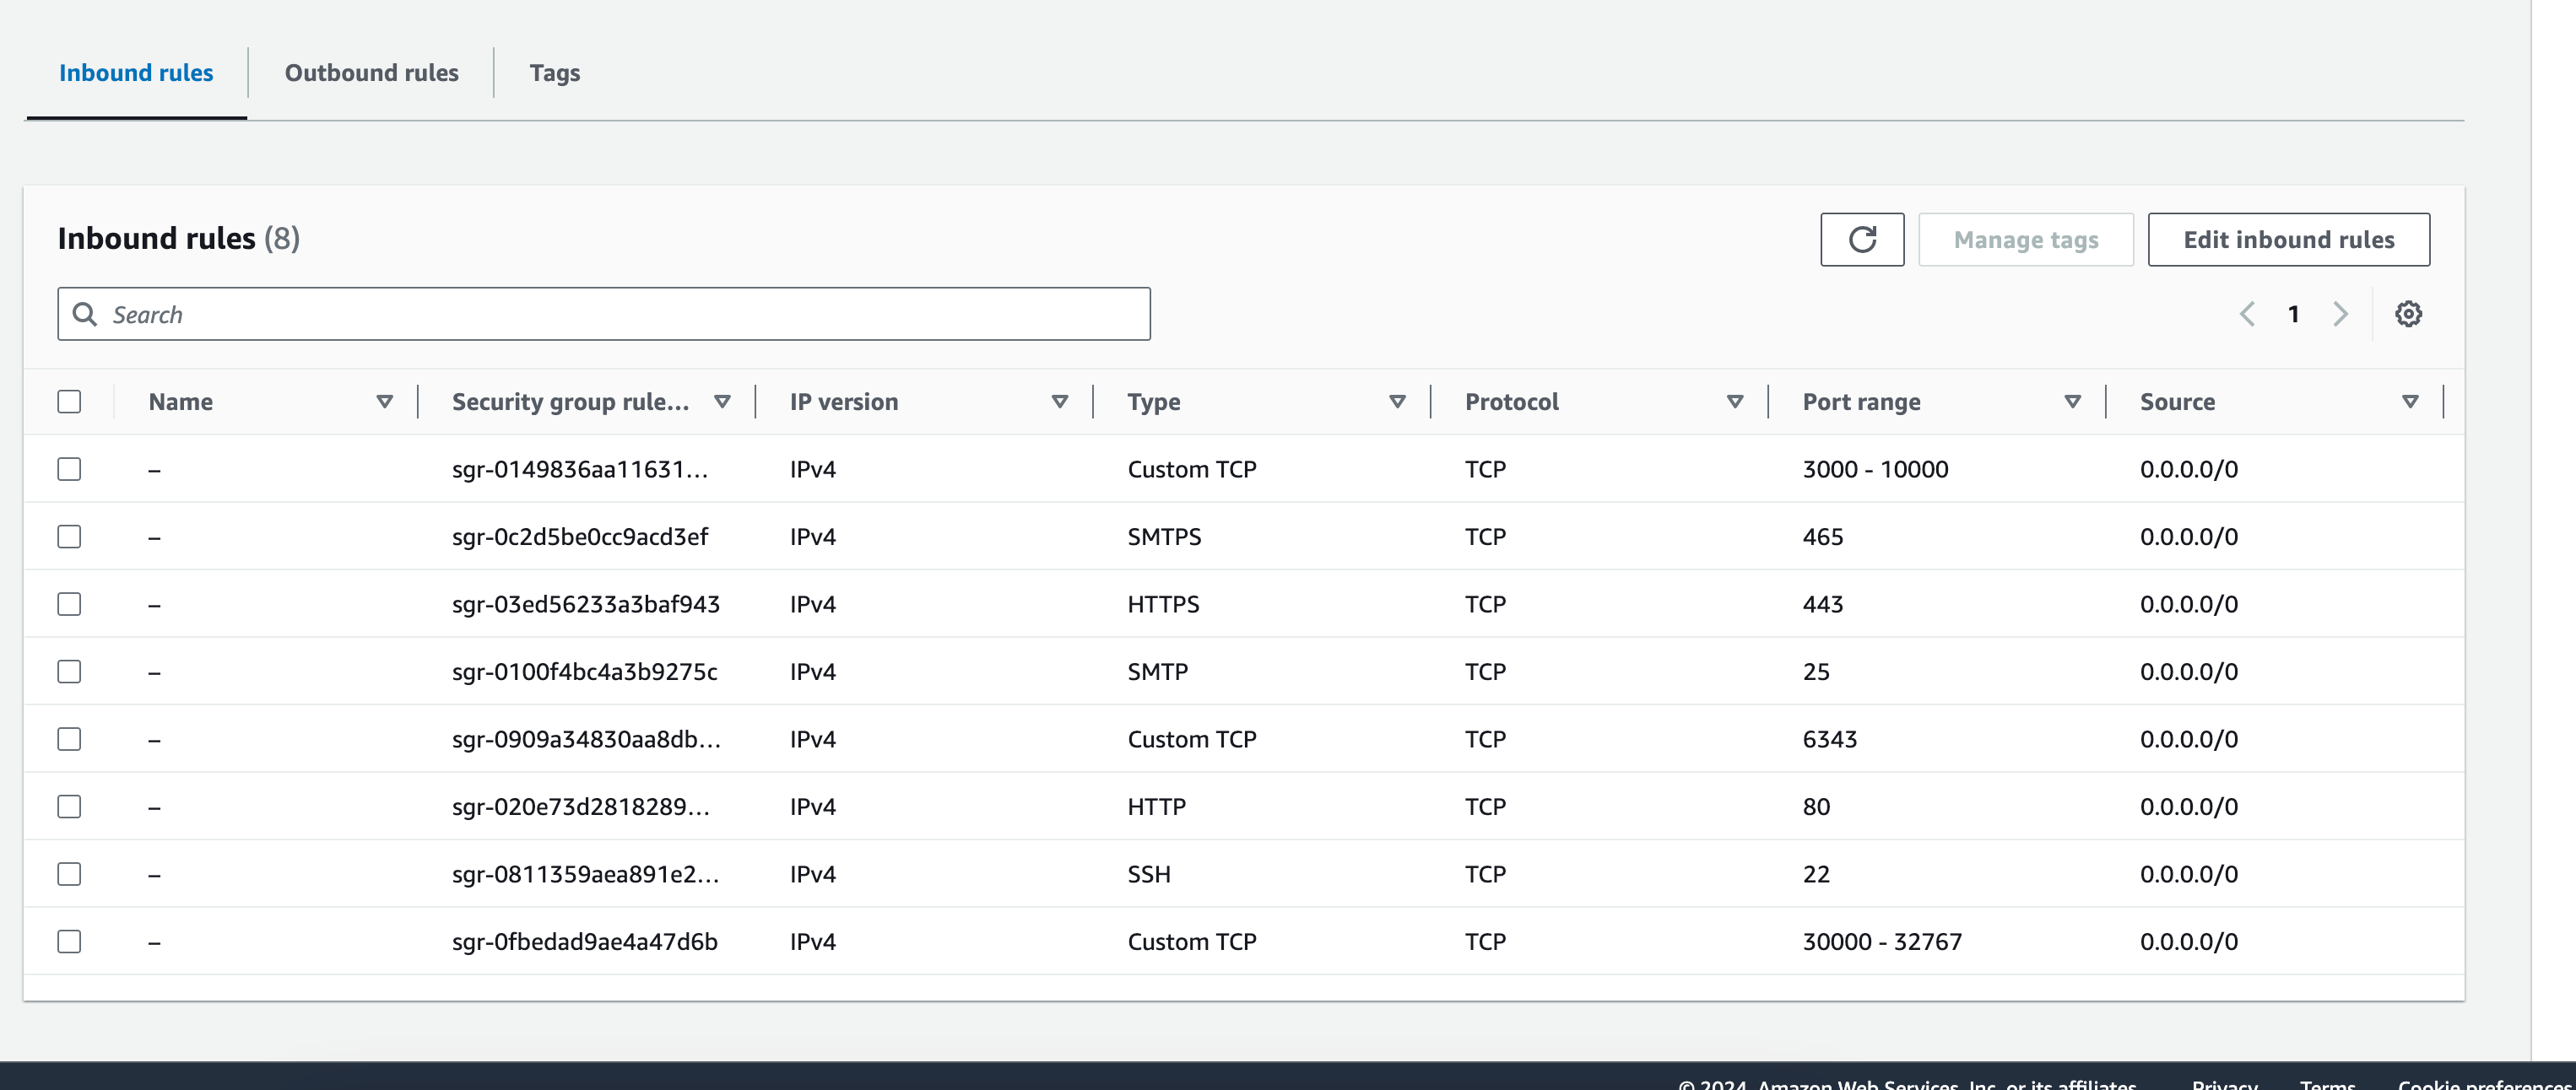 Inbound rules Outbound rules Tags
Inbound rules (8)
Manage tags Edit inbound rules
Search
1
Name Security group rule... IP version Type Protocol Port range Source
– sgr-0149836aa11631... IPv4 Custom TCP TCP 3000 - 10000 0.0.0.0/0
– sgr-0c2d5be0cc9acd3ef IPv4 SMTPS TCP 465 0.0.0.0/0
– sgr-03ed56233a3baf943 IPv4 HTTPS TCP 443 0.0.0.0/0
– sgr-0100f4bc4a3b9275c IPv4 SMTP TCP 25 0.0.0.0/0
– sgr-0909a34830aa8db... IPv4 Custom TCP TCP 6343 0.0.0.0/0
– sgr-020e73d2818289... IPv4 HTTP TCP 80 0.0.0.0/0
– sgr-0811359aea891e2... IPv4 SSH TCP 22 0.0.0.0/0
– sgr-0fbedad9ae4a47d6b IPv4 Custom TCP TCP 30000 - 32767 0.0.0.0/0
© 2024, Amazon Web Services, Inc. or its affiliates. Privacy Terms Cookie preferences